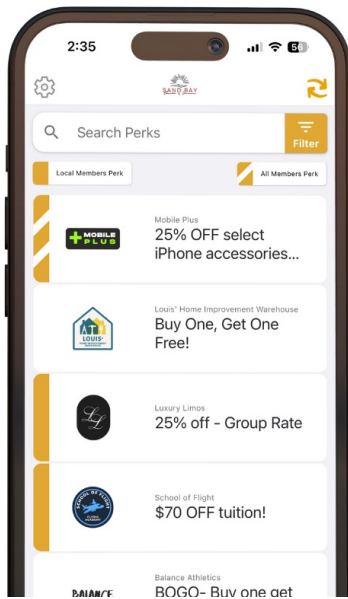 2:35
56
SAND BAY
Search Perks
Filter
Local Members Perk
All Members Perk
MOBILE
PLUS
Mobile Plus
25% OFF select
iPhone accessories...
LOUIS'
Louis' Home Improvement Warehouse
Buy One, Get One
Free!
LL
Luxury Limos
25% off - Group Rate
SCHOOL OF FLIGHT
School of Flight
$70 OFF tuition!
BALANCE
Balance Athletics
BOGO- Buy one get